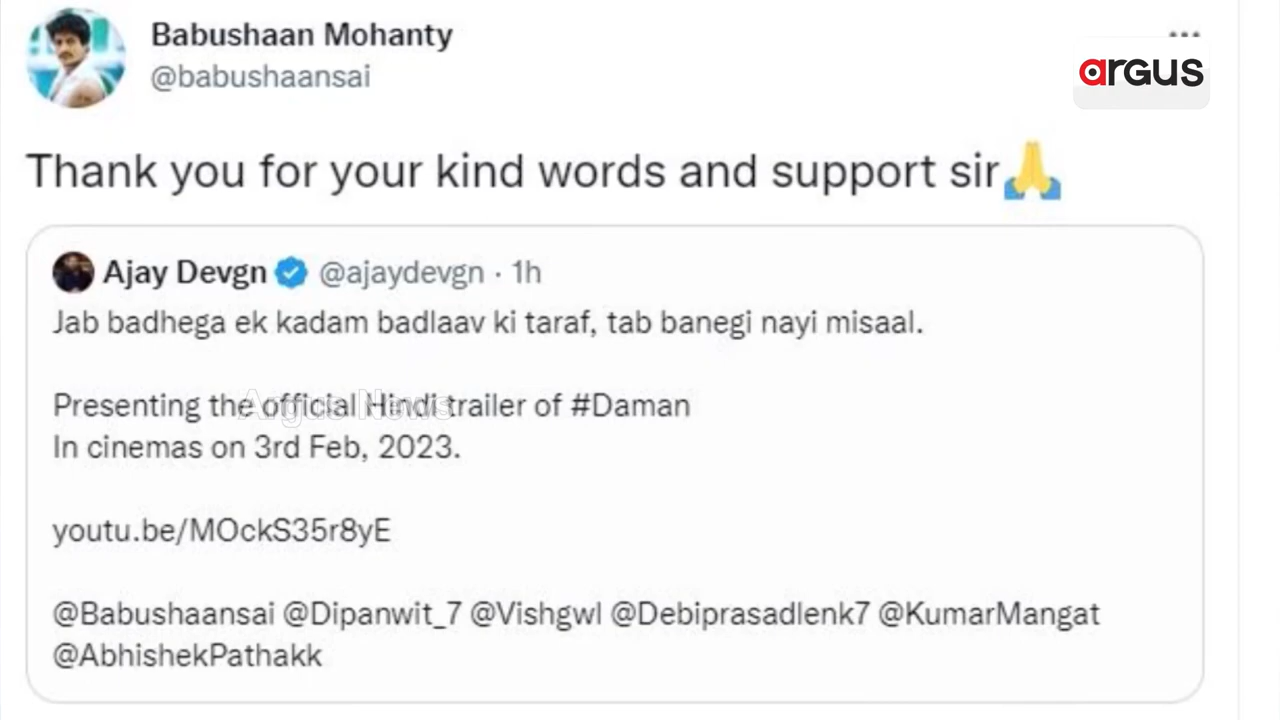 Babushaan Mohanty
@babushaansai
argus
Thank you for your kind words and support sir🙏
Ajay Devgn @ajaydevgn · 1h
Jab badhega ek kadam badlaav ki taraf, tab banegi nayi misaal.
Presenting the official Hindi trailer of #Daman
Argus News
In cinemas on 3rd Feb, 2023.
youtu.be/MOckS35r8yE
@Babushaansai @Dipanwit_7 @Vishgwl @Debiprasadlenk7 @KumarMangat
@AbhishekPathakk